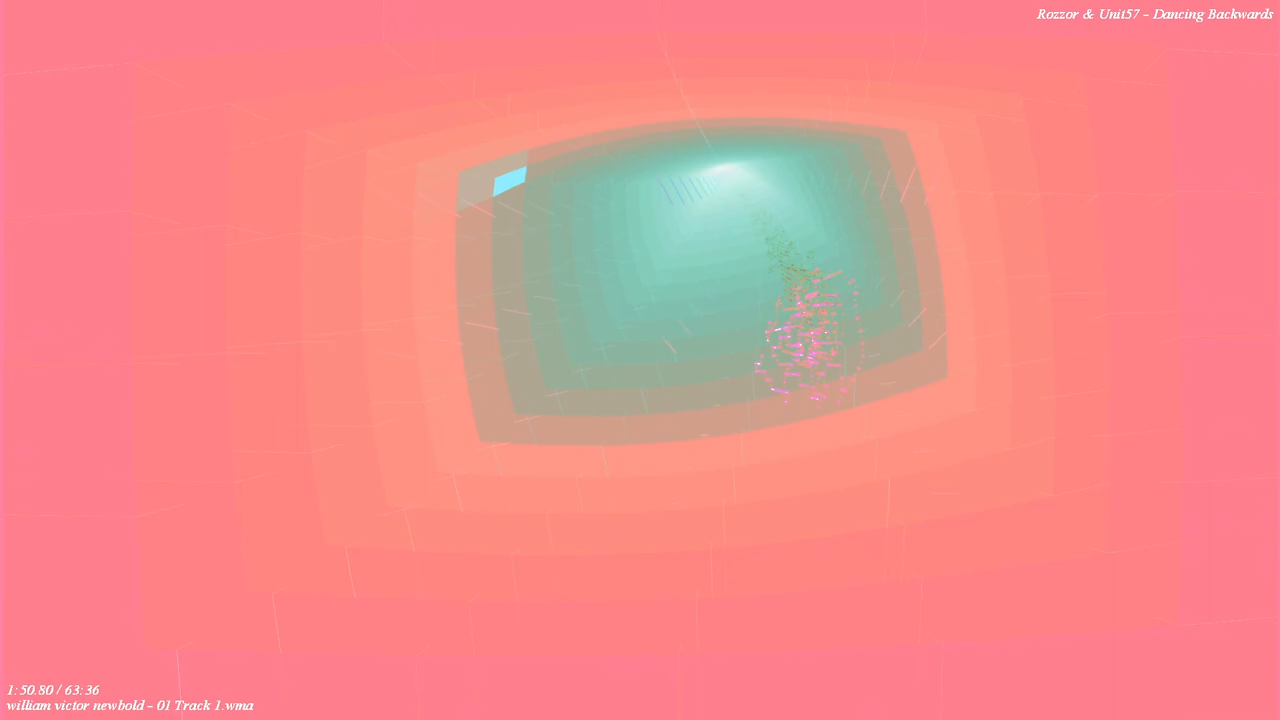 Rozzor & Unit57 - Dancing Backwards
1:50.80 / 63:36
william victor newbold - 01 Track 1.wma